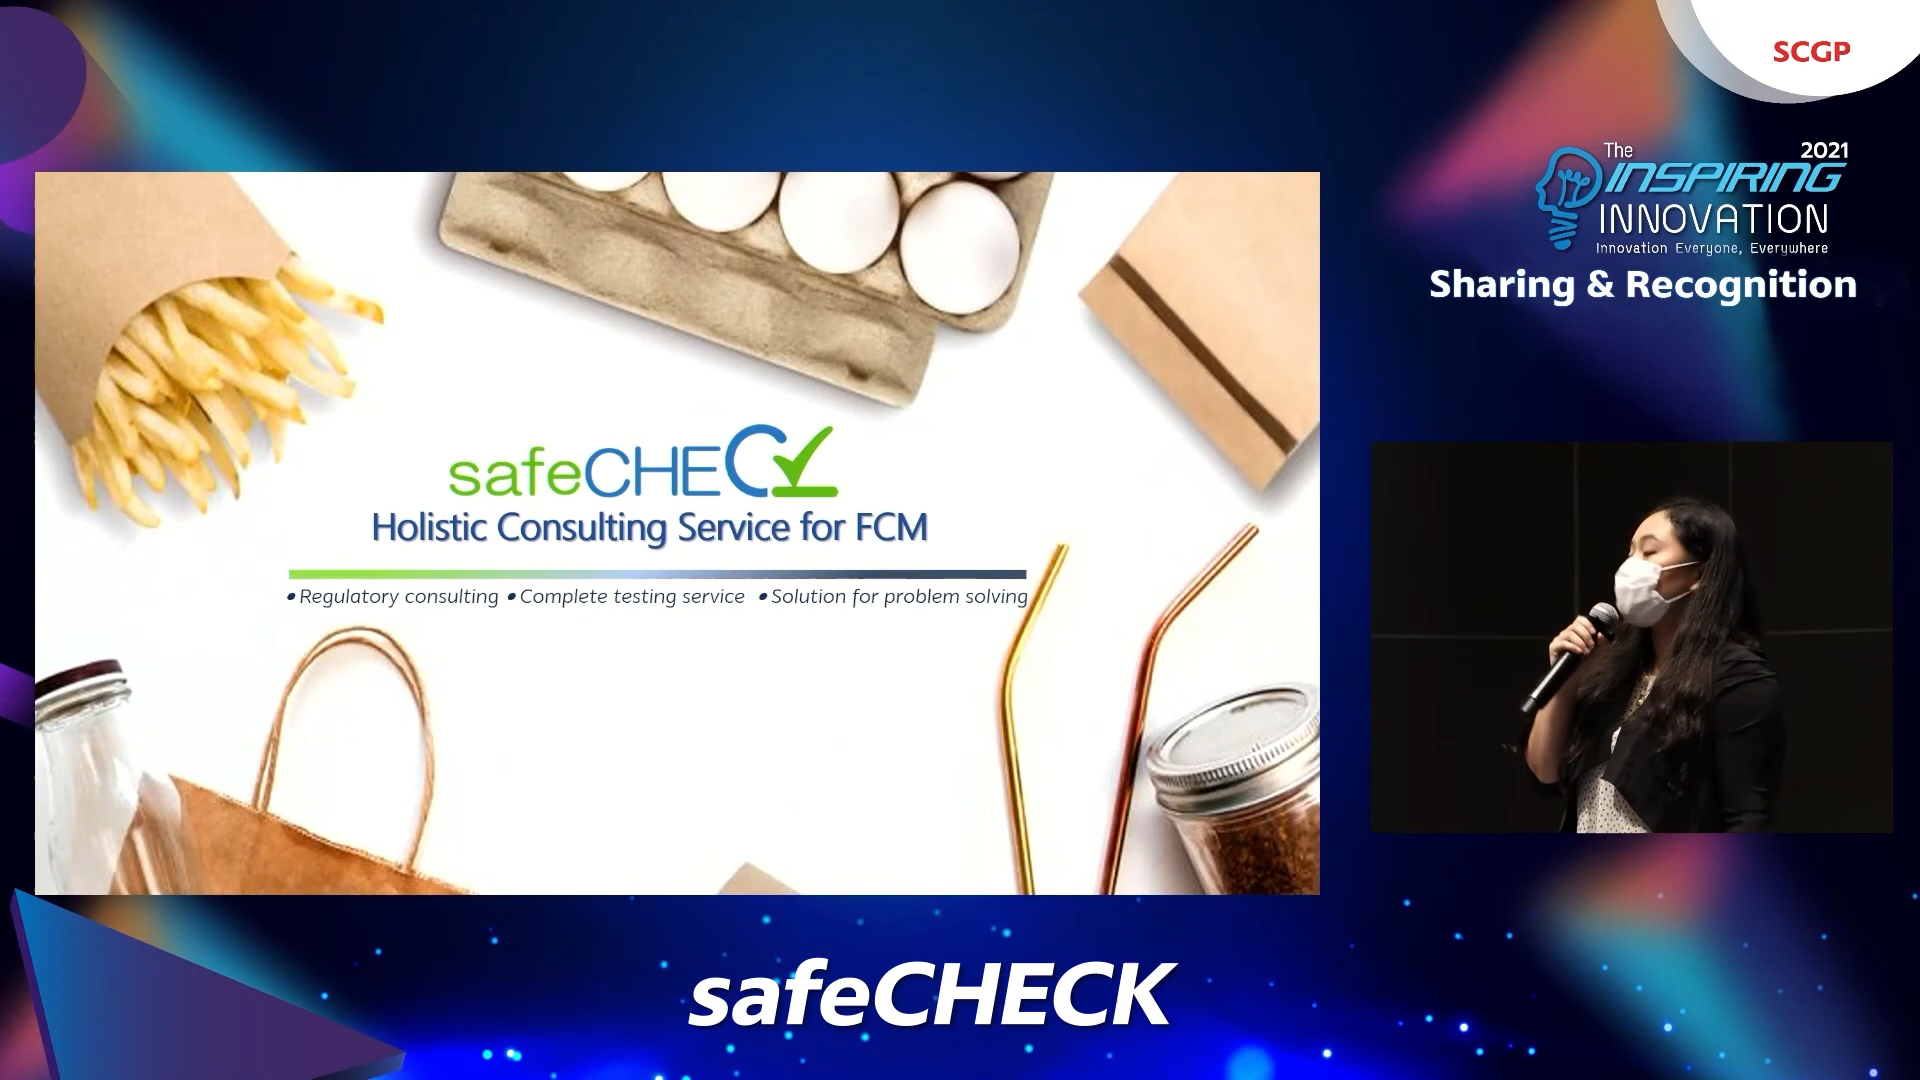 SCGP
The 2021
INSPIRING
INNOVATION
Innovation Everyone, Everywhere
Sharing & Recognition
safeCHECK
Holistic Consulting Service for FCM
• Regulatory consulting • Complete testing service • Solution for problem solving
safeCHECK